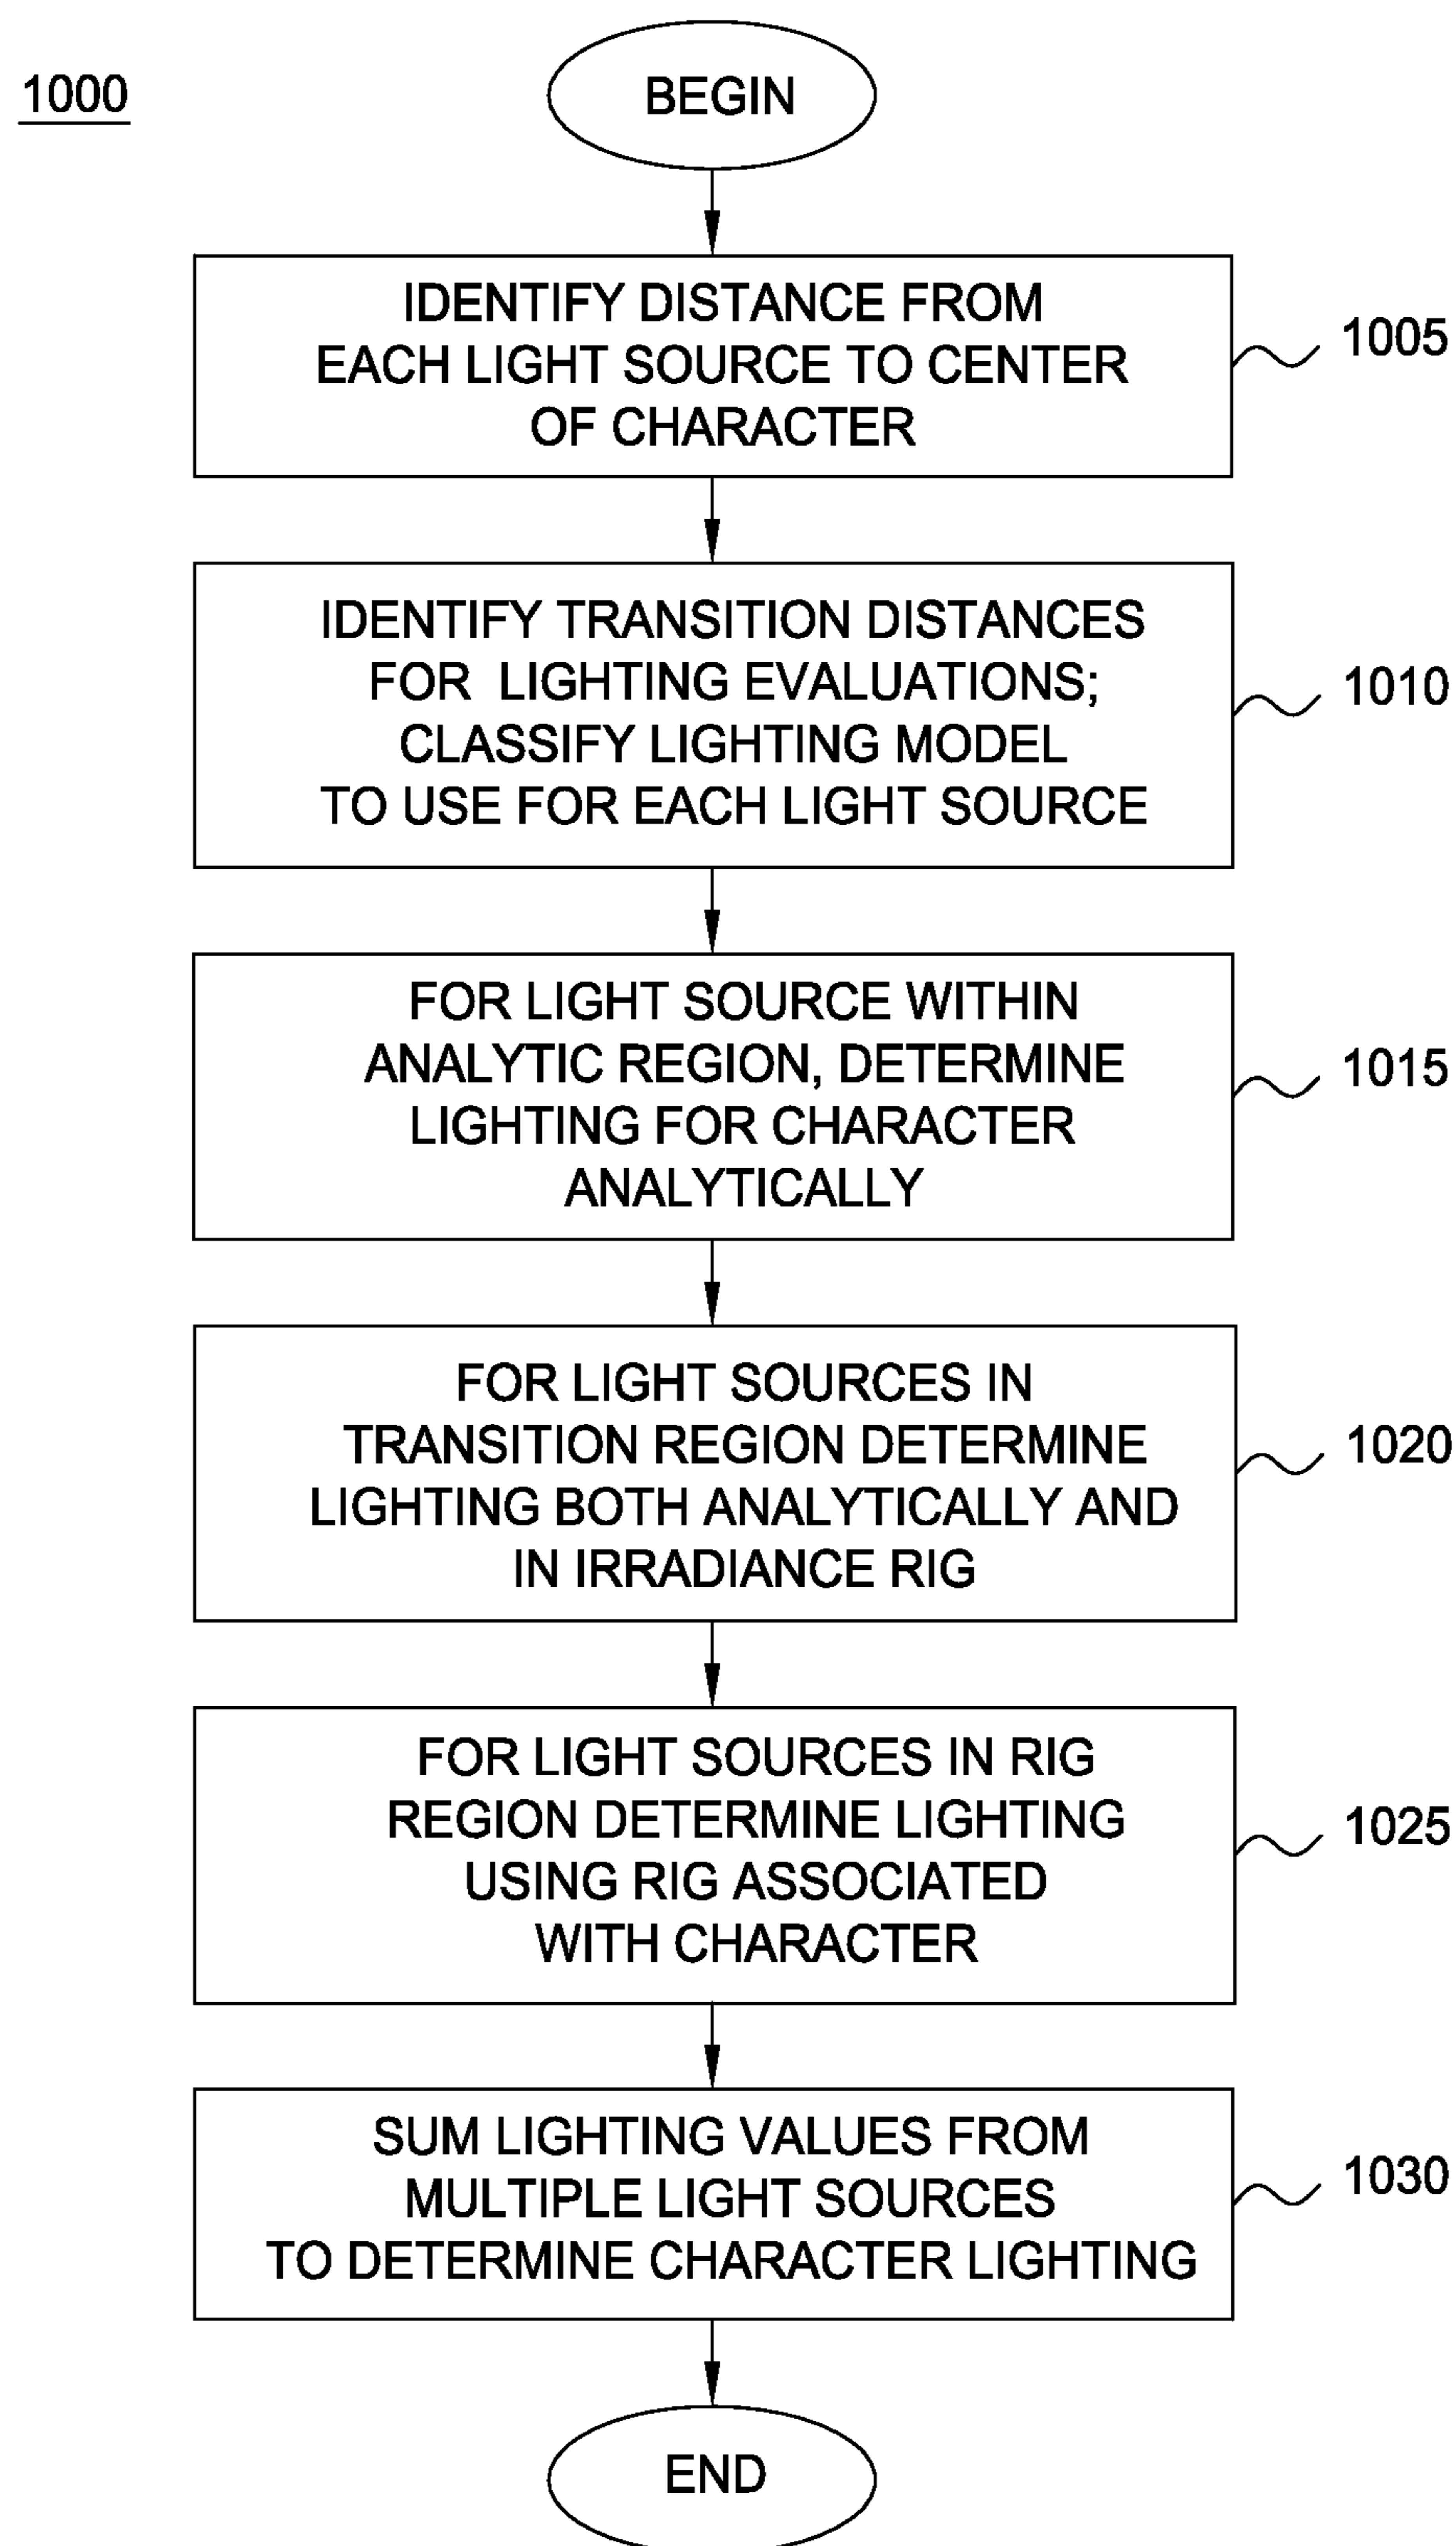 1000
BEGIN
IDENTIFY DISTANCE FROM
EACH LIGHT SOURCE TO CENTER
OF CHARACTER
1005
IDENTIFY TRANSITION DISTANCES
FOR LIGHTING EVALUATIONS;
CLASSIFY LIGHTING MODEL
TO USE FOR EACH LIGHT SOURCE
1010
FOR LIGHT SOURCE WITHIN
ANALYTIC REGION, DETERMINE
LIGHTING FOR CHARACTER
ANALYTICALLY
1015
FOR LIGHT SOURCES IN
TRANSITION REGION DETERMINE
LIGHTING BOTH ANALYTICALLY AND
IN IRRADIANCE RIG
1020
FOR LIGHT SOURCES IN RIG
REGION DETERMINE LIGHTING
USING RIG ASSOCIATED
WITH CHARACTER
1025
SUM LIGHTING VALUES FROM
MULTIPLE LIGHT SOURCES
TO DETERMINE CHARACTER LIGHTING
1030
END